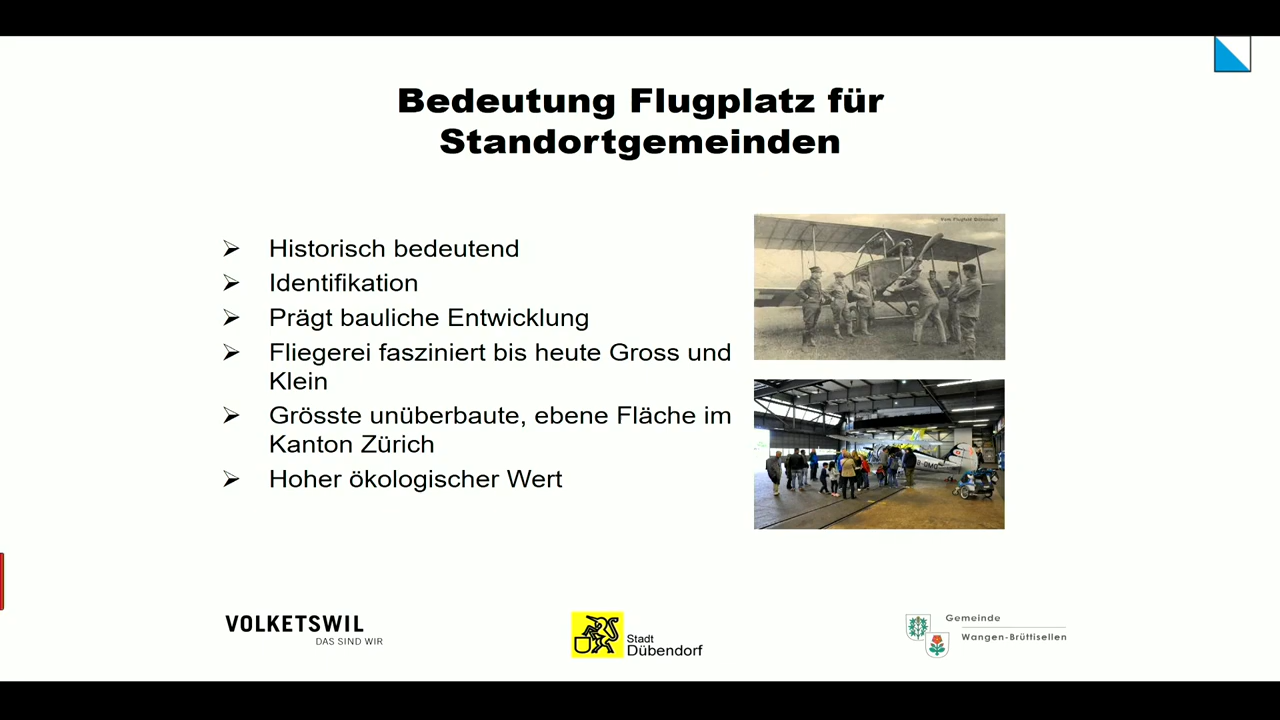 Bedeutung Flugplatz für
Standortgemeinden
➢ Historisch bedeutend
➢ Identifikation
➢ Prägt bauliche Entwicklung
➢ Fliegerei fasziniert bis heute Gross und
Klein
➢ Grösste unüberbaute, ebene Fläche im
Kanton Zürich
➢ Hoher ökologischer Wert
VOLKETSWIL
DAS SIND WIR
Stadt
Dübendorf
Gemeinde
Wangen-Brüttisellen